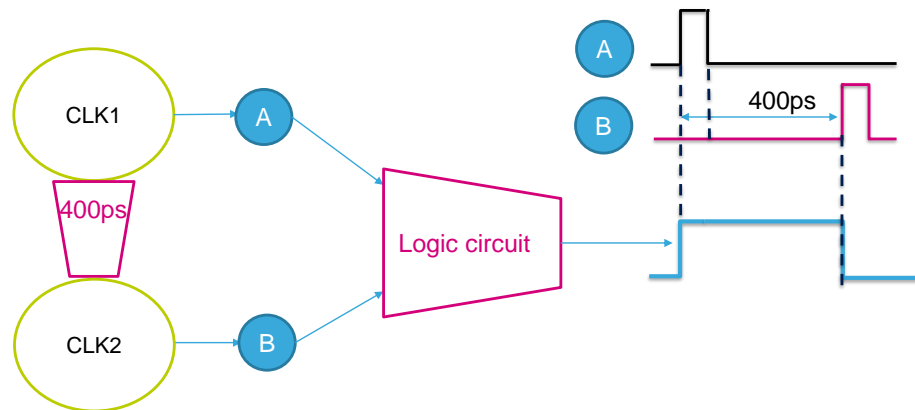 CLK1
A
400ps
Logic circuit
CLK2
B
A
B
400ps